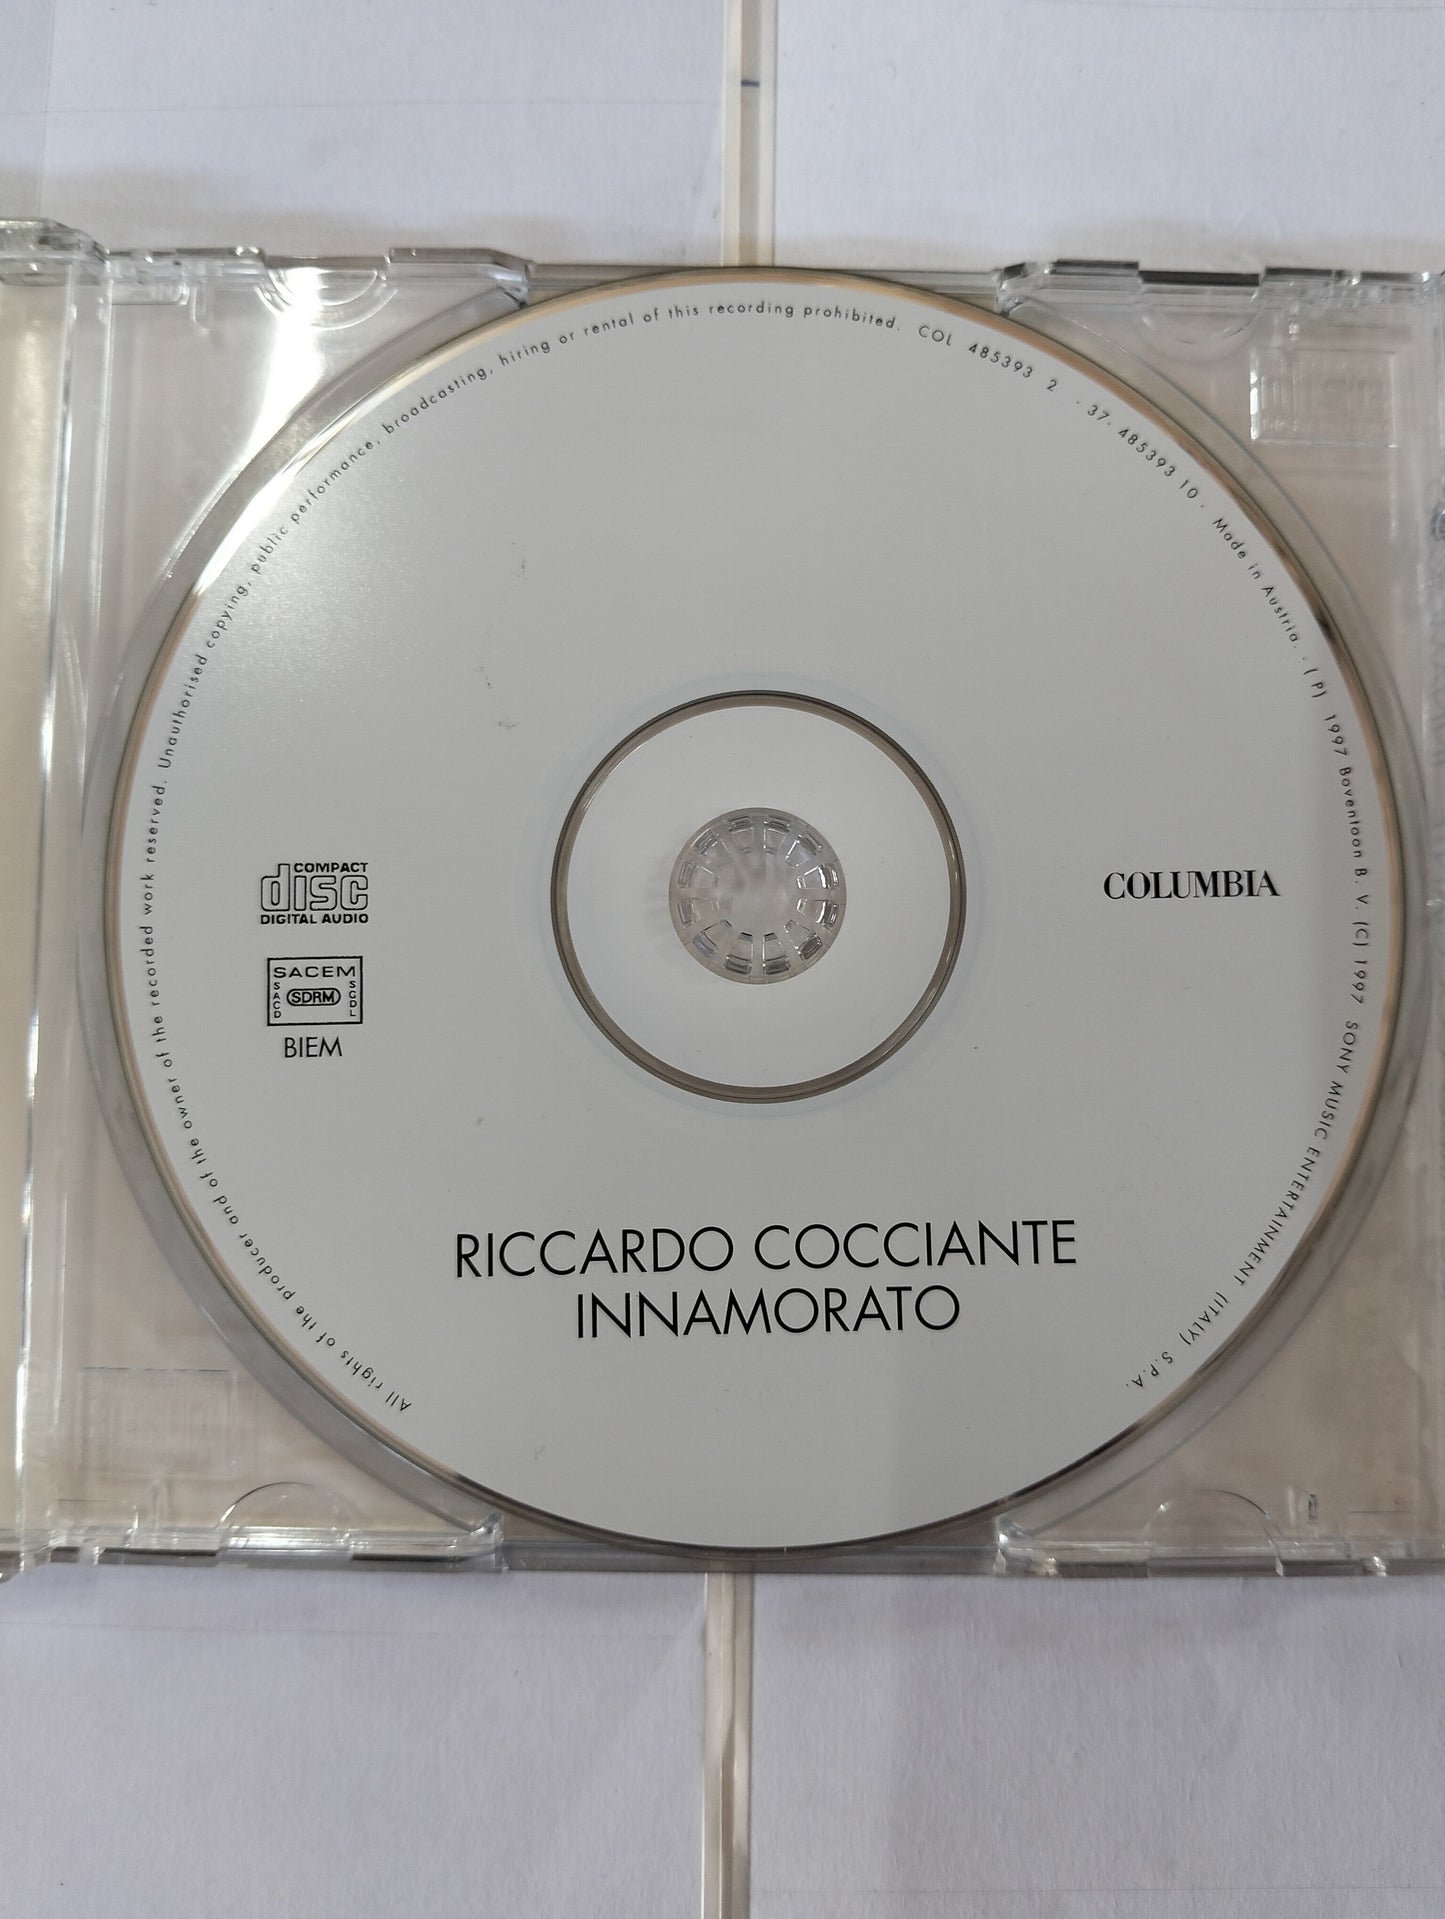 All rights of the producer and of the owner of the recorded work reserved. Unauthorised copying, public performance, broadcasting, hiring or rental of this recording prohibited. COL 485393 2 . 37- 485393 10 - Made in Austria. - (P) 1997 Boventoon B. V. (C) 1997 SONY MUSIC ENTERTAINMENT (ITALY) S.P.A.
COMPACT
disc
DIGITAL AUDIO
COLUMBIA
SACEM
SACD
SDRM
SGDL
BIEM
RICCARDO COCCIANTE
INNAMORATO